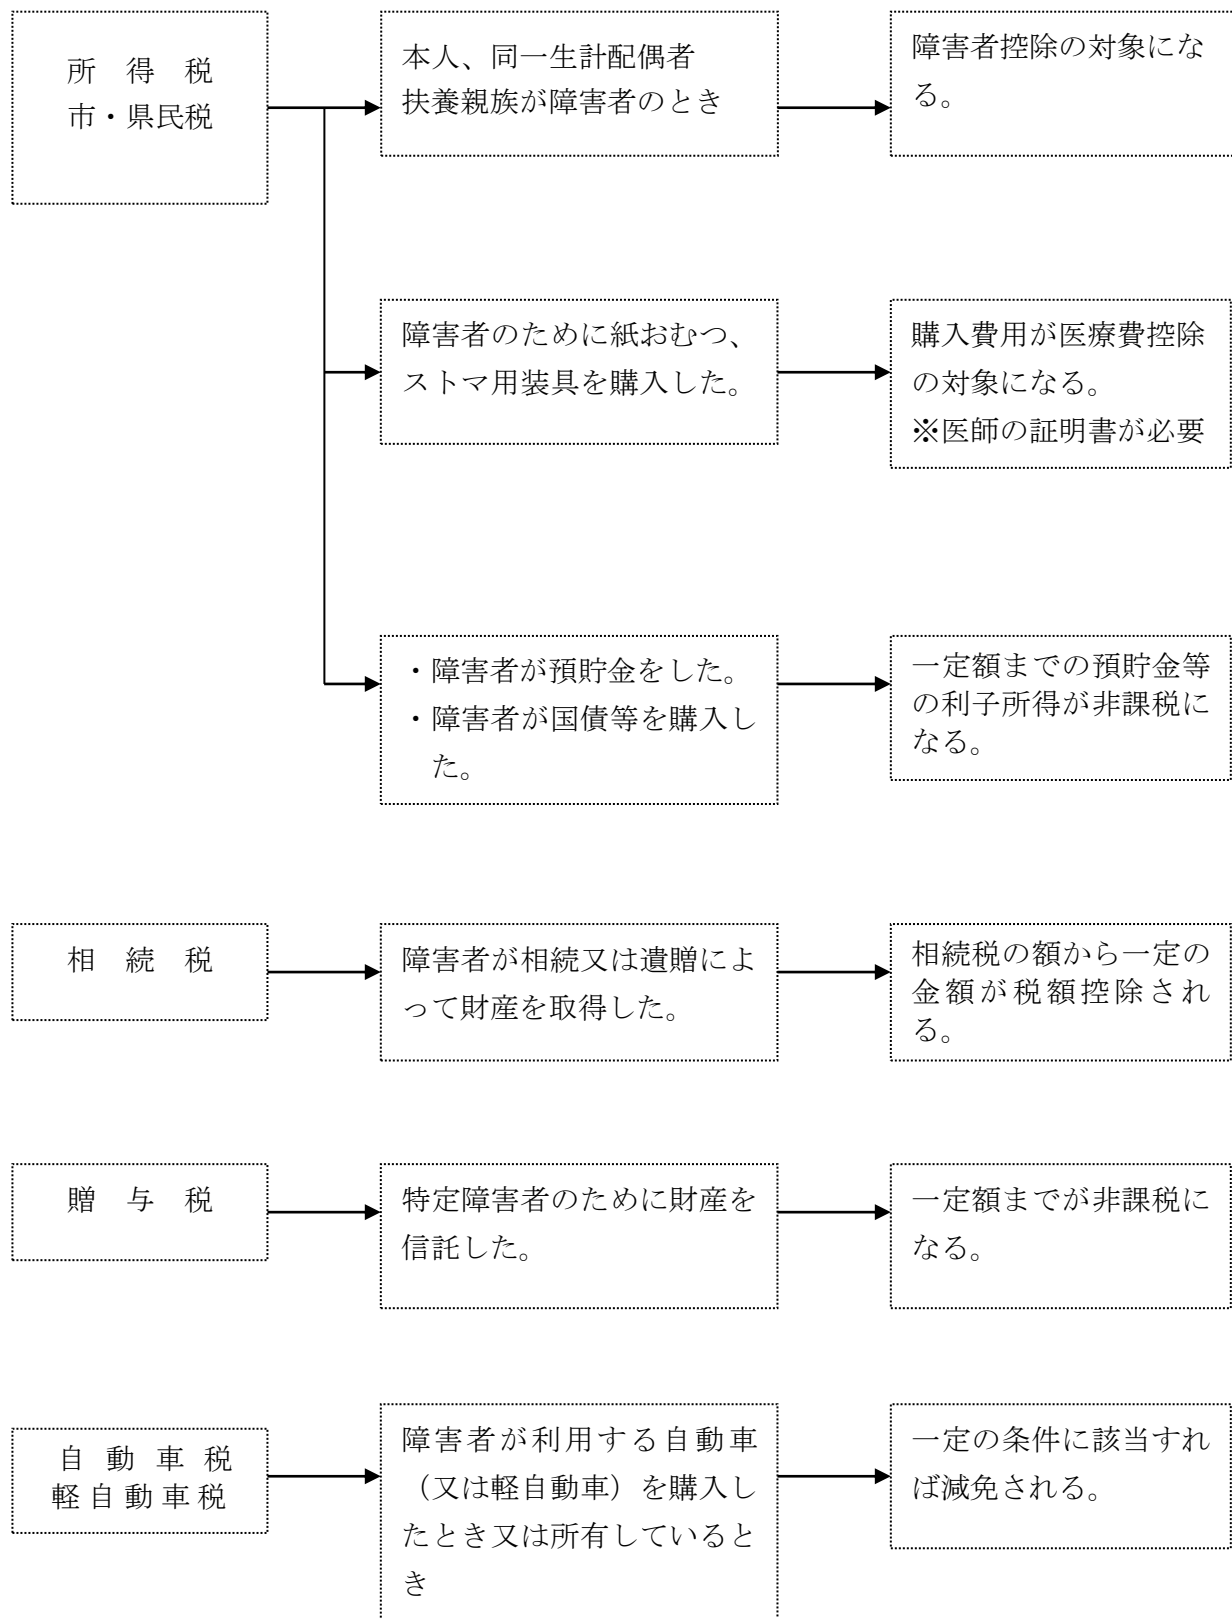 所　得　税
市・県民税
本人、同一生計配偶者
扶養親族が障害者のとき
障害者控除の対象にな
る。
障害者のために紙おむつ、
ストマ用装具を購入した。
購入費用が医療費控除
の対象になる。
※医師の証明書が必要
・障害者が預貯金をした。
・障害者が国債等を購入し
た。
一定額までの預貯金等
の利子所得が非課税に
なる。
相　続　税
障害者が相続又は遺贈によ
って財産を取得した。
相続税の額から一定の
金額が税額控除され
る。
贈　与　税
特定障害者のために財産を
信託した。
一定額までが非課税に
なる。
自 動 車 税
軽自動車税
障害者が利用する自動車
（又は軽自動車）を購入し
たとき又は所有していると
き
一定の条件に該当すれ
ば減免される。